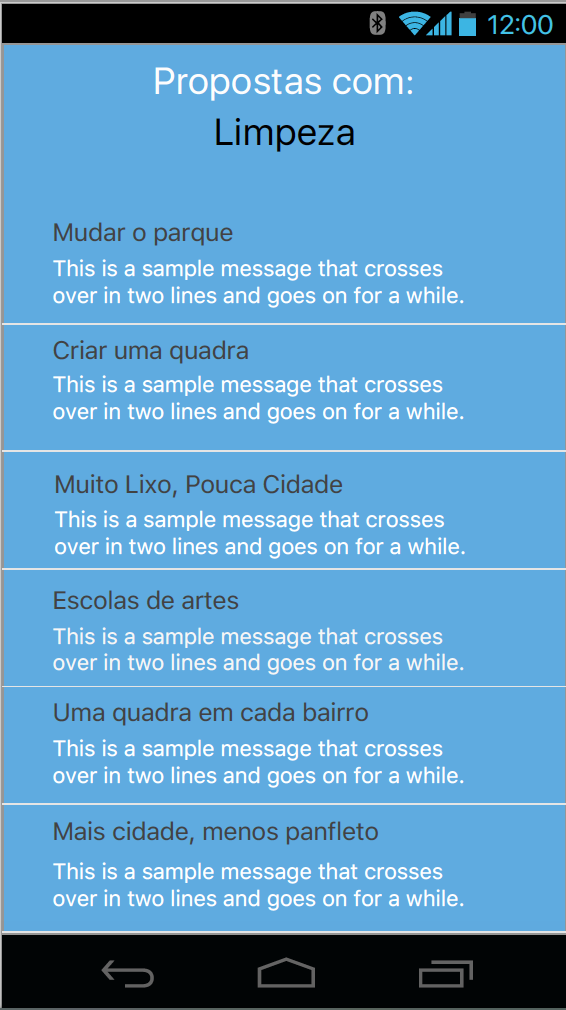 12:00
Propostas com:
Limpeza
Mudar o parque
This is a sample message that crosses
over in two lines and goes on for a while.
Criar uma quadra
This is a sample message that crosses
over in two lines and goes on for a while.
Muito Lixo, Pouca Cidade
This is a sample message that crosses
over in two lines and goes on for a while.
Escolas de artes
This is a sample message that crosses
over in two lines and goes on for a while.
Uma quadra em cada bairro
This is a sample message that crosses
over in two lines and goes on for a while.
Mais cidade, menos panfleto
This is a sample message that crosses
over in two lines and goes on for a while.